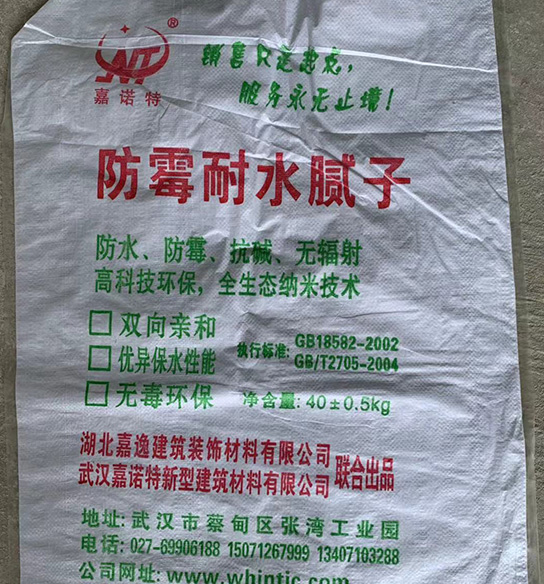 JNT®
嘉诺特
销售只是起点,
服务永无止境!
防霉耐水腻子
防水、防霉、抗碱、无辐射
高科技环保,全生态纳米技术
双向亲和
优异保水性能
无毒环保
执行标准: GB18582-2002
GB/T2705-2004
净含量: 40±0.5kg
湖北嘉逸建筑装饰材料有限公司
武汉嘉诺特新型建筑材料有限公司
联合出品
地址: 武汉市蔡甸区张湾工业园
电话: 027-69906188 15071267999 13407103288
公司网址: